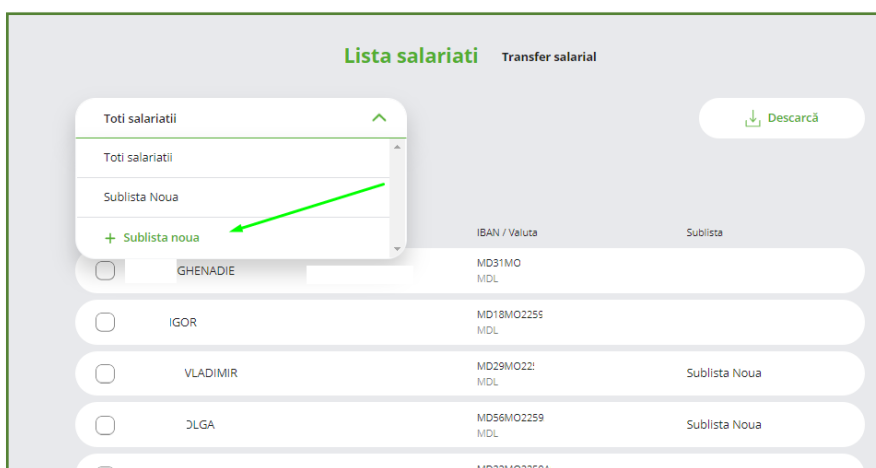 Lista salariati Transfer salarial
Toti salariatii
Descarcă
Toti salariatii
Sublista Noua
+ Sublista noua
IBAN / Valuta Sublista
GHENADIE MD31MO
MDL
IGOR MD18MO2259
MDL
VLADIMIR MD29MO22 Sublista Noua
MDL
OLGA MD56MO2259 Sublista Noua
MDL